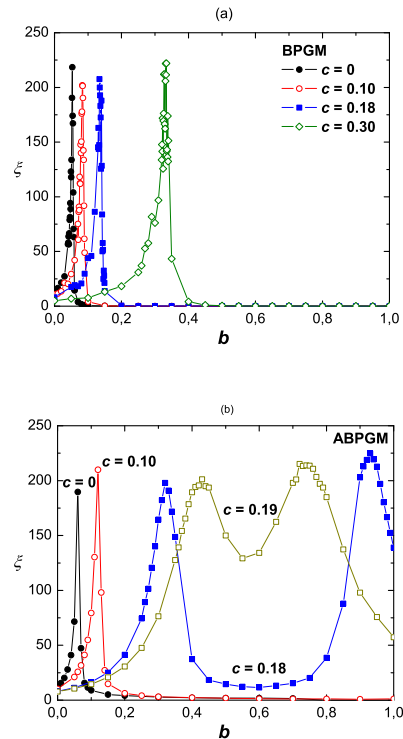 (a)
250
200
150
100
50
0
ξ
BPGM
c = 0
c = 0.10
c = 0.18
c = 0.30
0,0 0,2 0,4 0,6 0,8 1,0
b
(b)
250
200
150
100
50
0
ξ
ABPGM
c = 0
c = 0.10
c = 0.19
c = 0.18
0,0 0,2 0,4 0,6 0,8 1,0
b